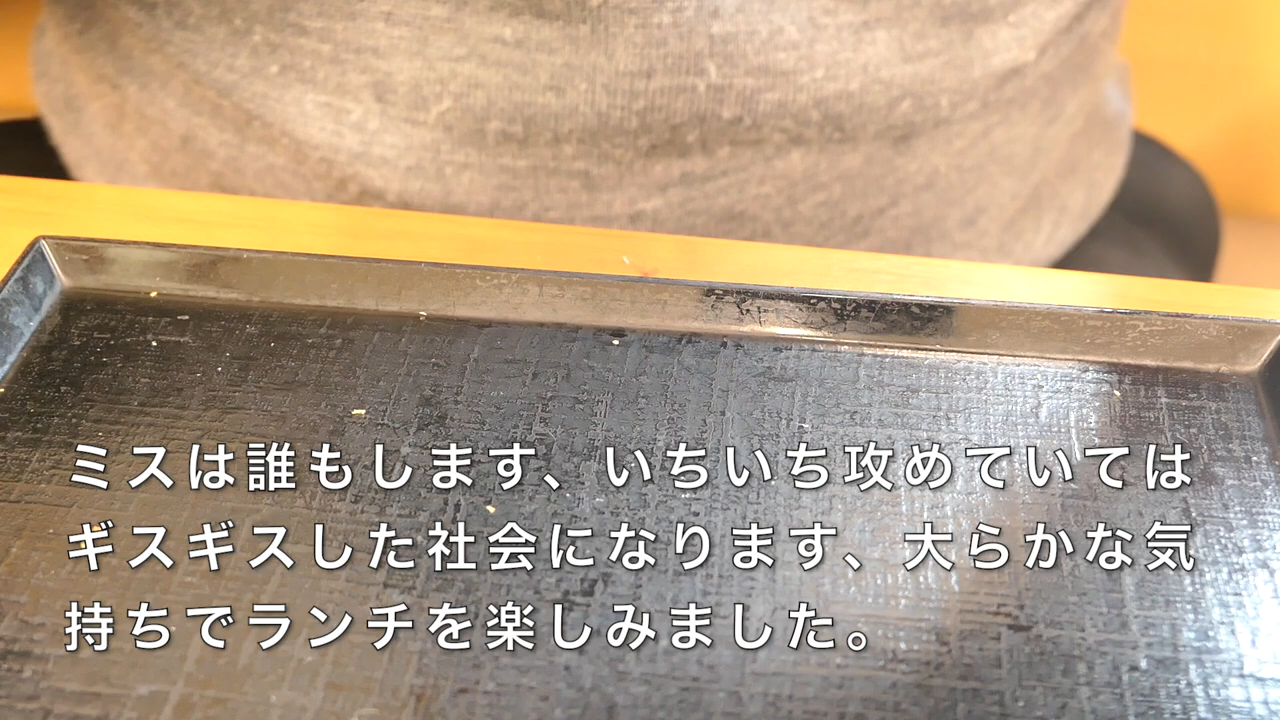 ミスは誰もします、いちいち攻めていては
ギスギスした社会になります、大らかな気
持ちでランチを楽しみました。